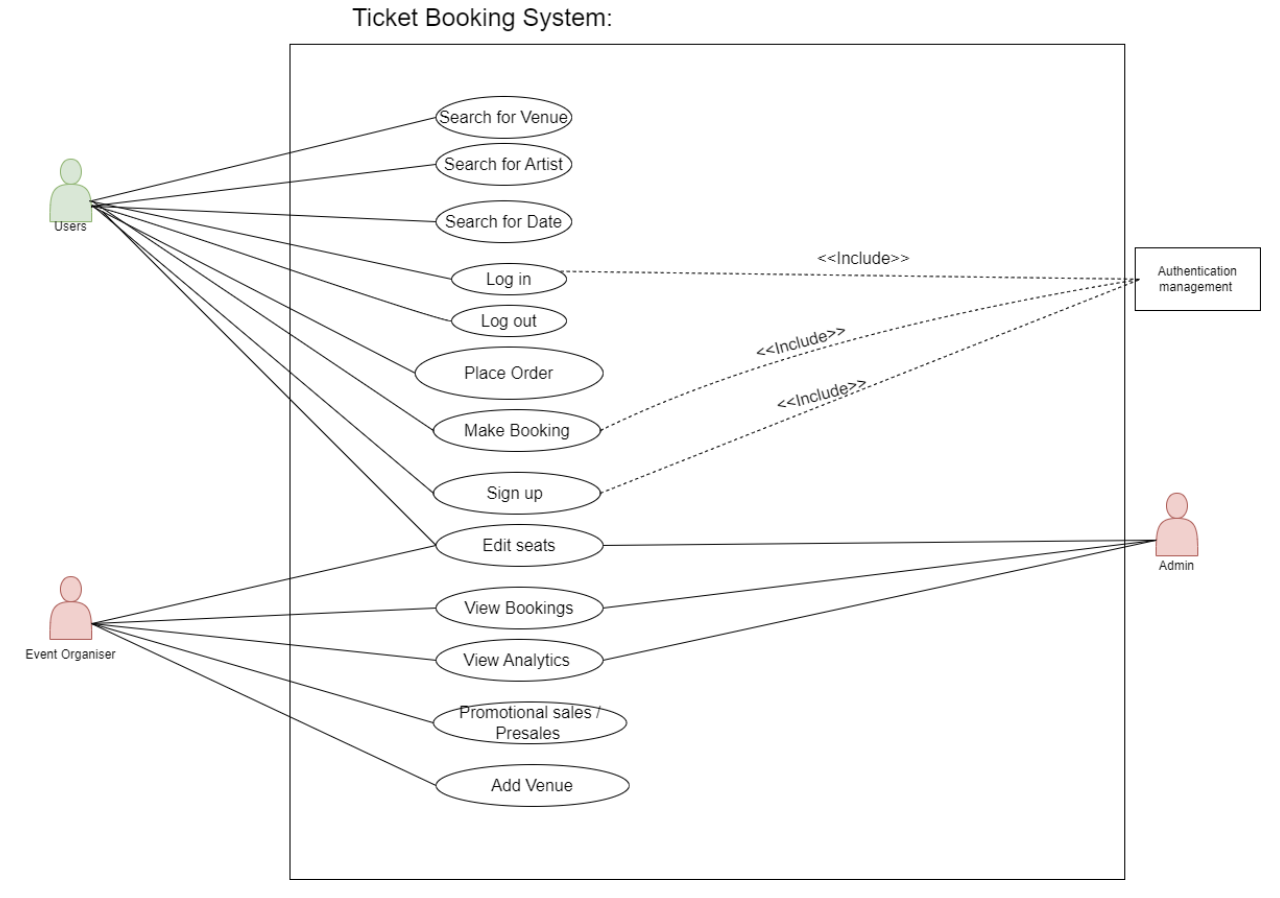 Ticket Booking System:
Search for Venue
Search for Artist
Users
Search for Date
<<Include>>
Log in
Authentication
management
Log out
<<Include>>
Place Order
<<Include>>
Make Booking
Sign up
Edit seats
Admin
View Bookings
Event Organiser
View Analytics
Promotional sales /
Presales
Add Venue